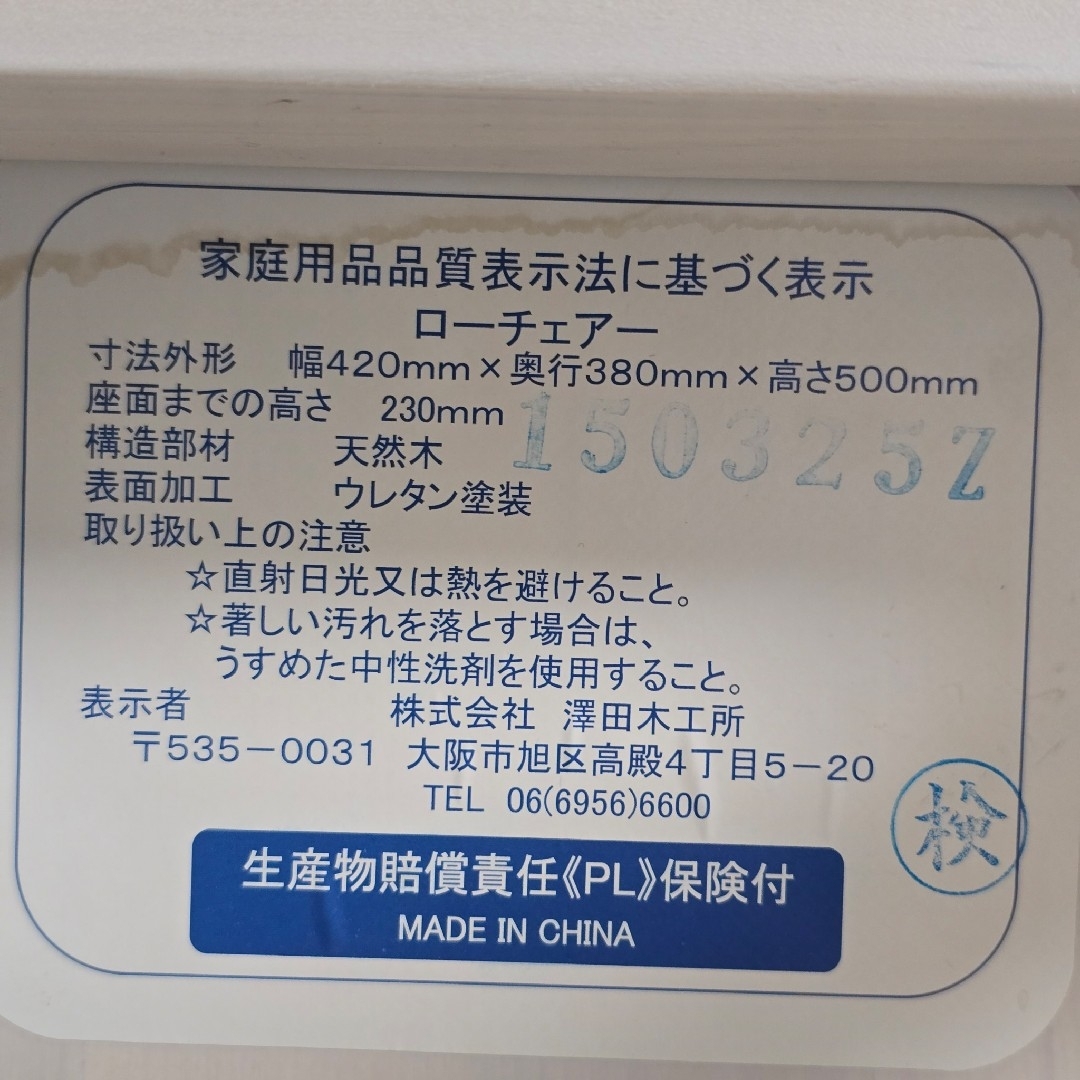 家庭用品品質表示法に基づく表示
ローチェアー
寸法外形 幅420mm×奥行380mm×高さ500mm
座面までの高さ 230mm
150325Z
構造部材 天然木
表面加工 ウレタン塗装
取り扱い上の注意
☆直射日光又は熱を避けること。
☆著しい汚れを落とす場合は、
うすめた中性洗剤を使用すること。
表示者 株式会社 澤田木工所
〒535-0031 大阪市旭区高殿4丁目5-20
TEL 06(6956)6600
検
生産物賠償責任《PL》保険付
MADE IN CHINA